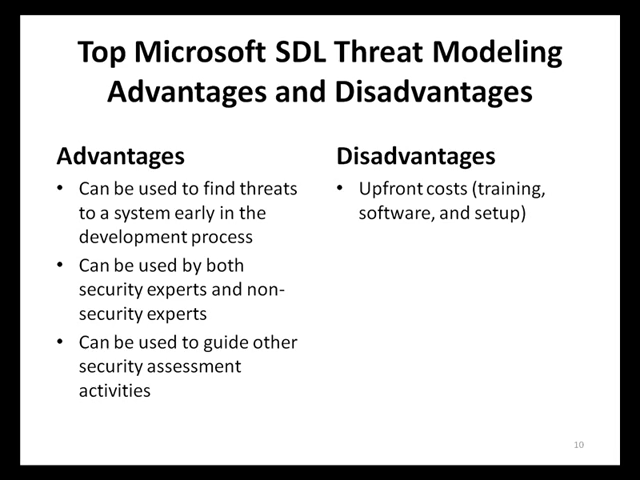 Top Microsoft SDL Threat Modeling
Advantages and Disadvantages
Advantages
• Can be used to find threats
to a system early in the
development process
• Can be used by both
security experts and non-
security experts
• Can be used to guide other
security assessment
activities
Disadvantages
• Upfront costs (training,
software, and setup)
10